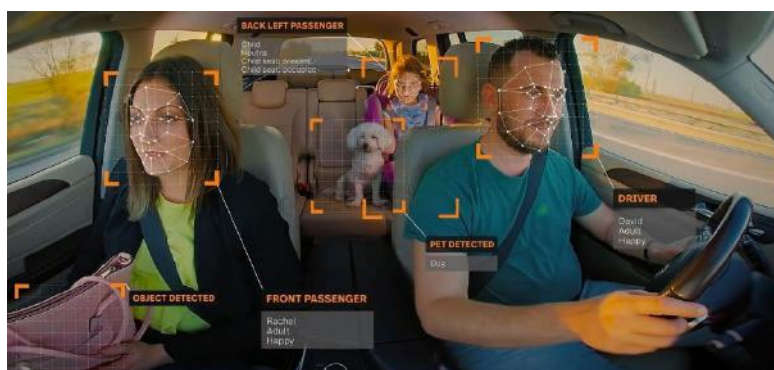 BACK LEFT PASSENGER
Child
Neutral
Child seat: present
Child seat: occupied
DRIVER
David
Adult
Happy
PET DETECTED
Dog
OBJECT DETECTED
FRONT PASSENGER
Rachel
Adult
Happy